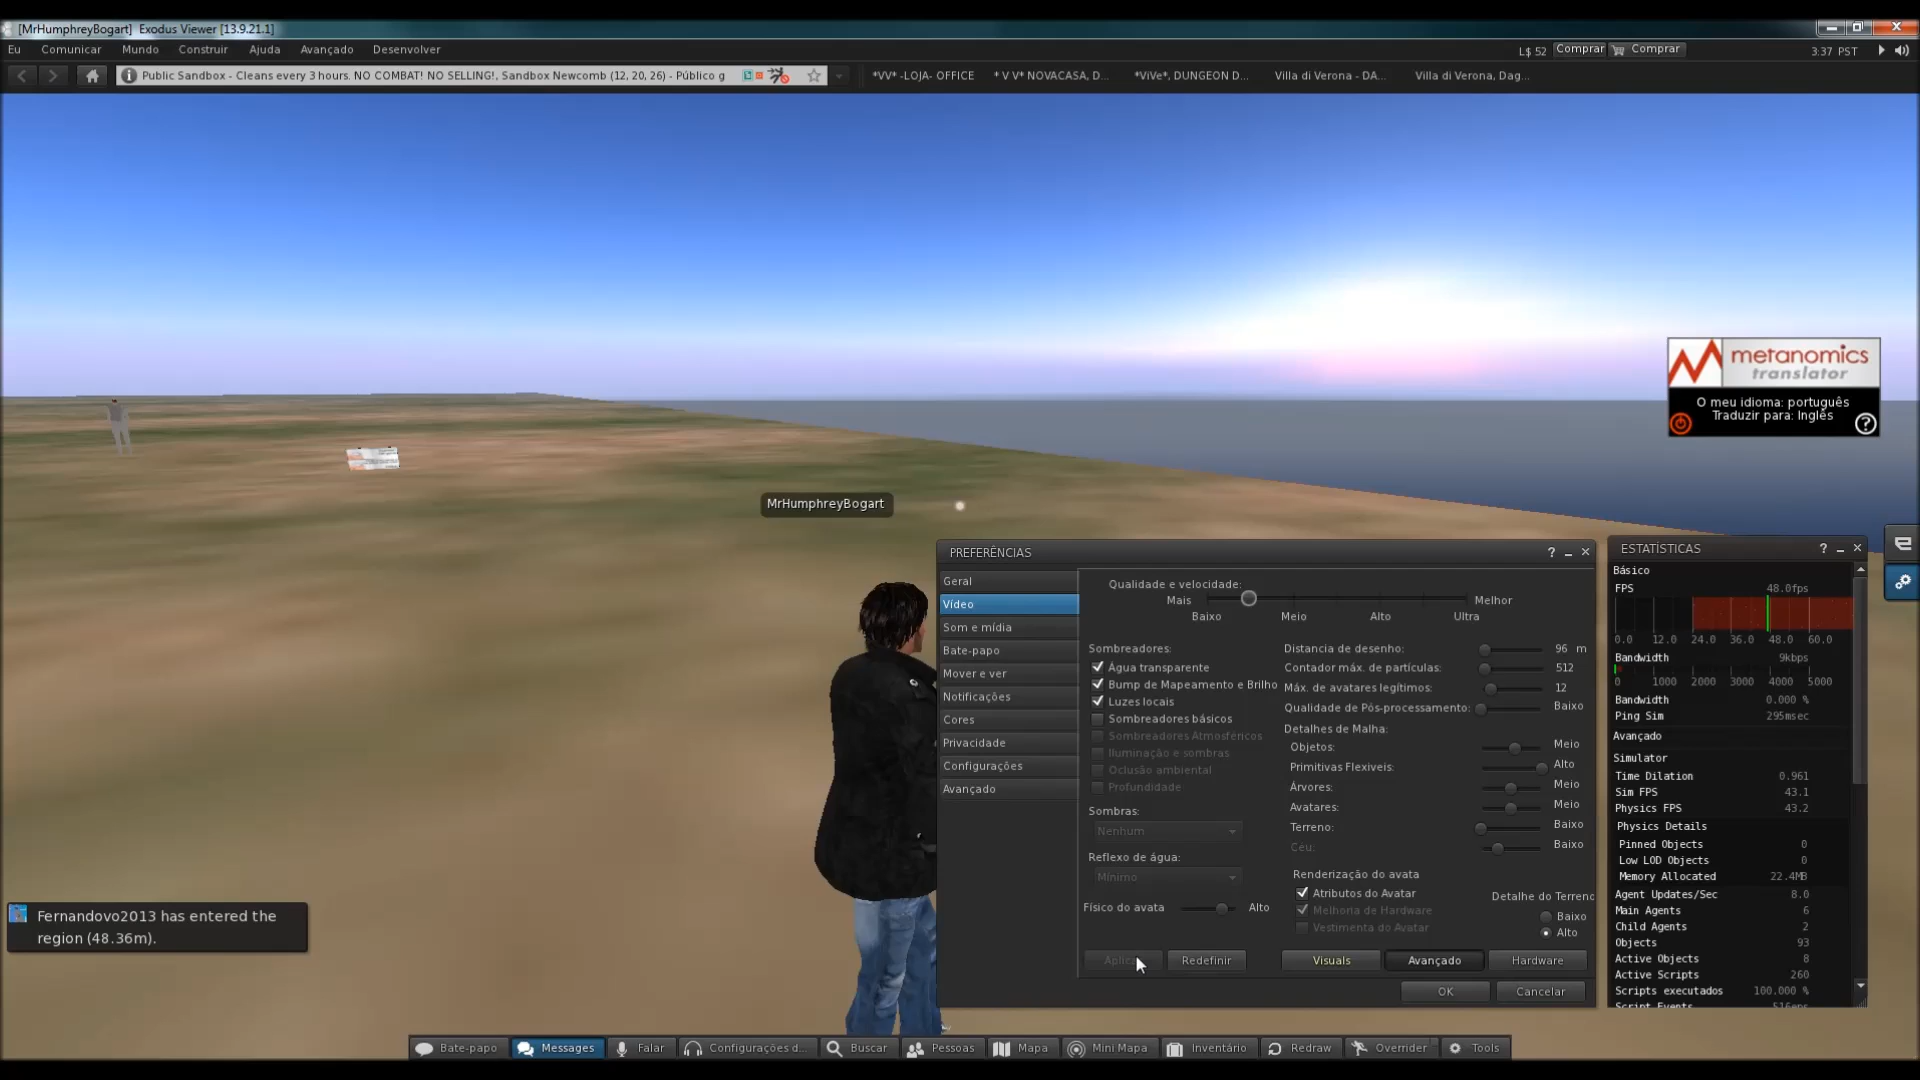 [MrHumphreyBogart] Exodus Viewer [13.9.21.1]
Eu Comunicar Mundo Construir Ajuda Avançado Desenvolver
L$ 52 Comprar Comprar 3:37 PST
Public Sandbox - Cleans every 3 hours. NO COMBAT! NO SELLING!, Sandbox Newcomb (12, 20, 26) - Público g
*VV* -LOJA- OFFICE * V V* NOVACASA, D... *ViVe*, DUNGEON D... Villa di Verona - DA... Villa di Verona, Dag...
metanomics
translator
O meu idioma: português
Traduzir para: Inglês
?
MrHumphreyBogart
PREFERÊNCIAS
Geral
Vídeo
Som e mídia
Bate-papo
Mover e ver
Notificações
Cores
Privacidade
Configurações
Avançado
Qualidade e velocidade:
Mais Melhor
Baixo Meio Alto Ultra
Sombreadores:
Água transparente
Bump de Mapeamento e Brilho
Luzes locais
Sombreadores básicos
Sombreadores Atmosféricos
Iluminação e sombras
Oclusão ambiental
Profundidade
Sombras:
Nenhum
Reflexo de água:
Mínimo
Físico do avata Alto
Distancia de desenho: 96 m
Contador máx. de partículas: 512
Máx. de avatares legítimos: 12
Qualidade de Pós-processamento: Baixo
Detalhes de Malha:
Objetos: Meio
Primitivas Flexiveis: Alto
Árvores: Meio
Avatares: Meio
Terreno: Baixo
Céu: Baixo
Renderização do avata
Atributos do Avatar
Melhoria de Hardware
Vestimenta do Avatar
Detalhe do Terreno
Baixo
Alto
Redefinir Visuals Avançado Hardware
OK Cancelar
ESTATÍSTICAS
Básico
FPS 48.0fps
0.0 12.0 24.0 36.0 48.0 60.0
Bandwidth 9kbps
0 1000 2000 3000 4000 5000
Bandwidth 0.000 %
Ping Sim 295msec
Avançado
Simulator
Time Dilation 0.961
Sim FPS 43.1
Physics FPS 43.2
Physics Details
Pinned Objects 0
Low LOD Objects 0
Memory Allocated 22.4MB
Agent Updates/Sec 8.0
Main Agents 6
Child Agents 2
Objects 93
Active Objects 8
Active Scripts 260
Scripts executados 100.000 %
Script Events 516eps
Fernandovo2013 has entered the
region (48.36m).
Bate-papo Messages Falar Configurações d... Buscar Pessoas Mapa Mini Mapa Inventário Redraw Overrider Tools